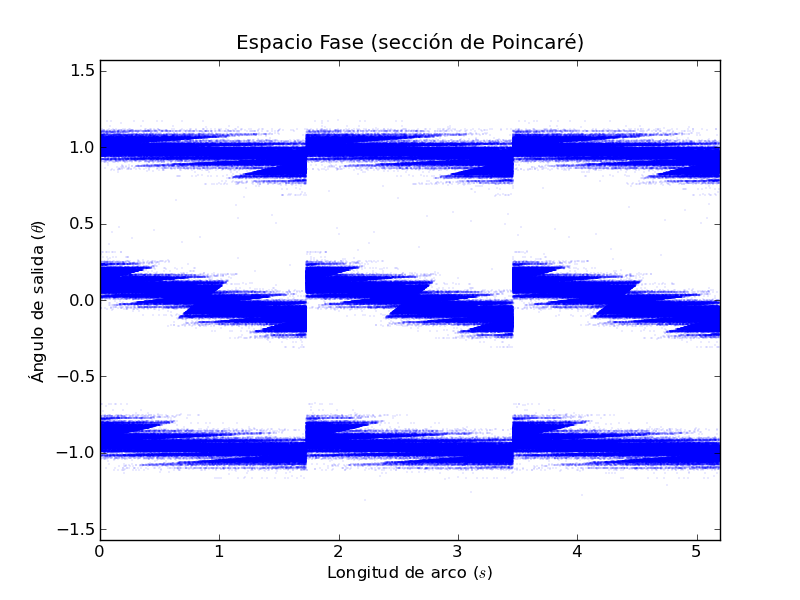 Espacio Fase (sección de Poincaré)
1.5
1.0
0.5
0.0
−0.5
−1.0
−1.5
Ángulo de salida (θ)
0 1 2 3 4 5
Longitud de arco (s)